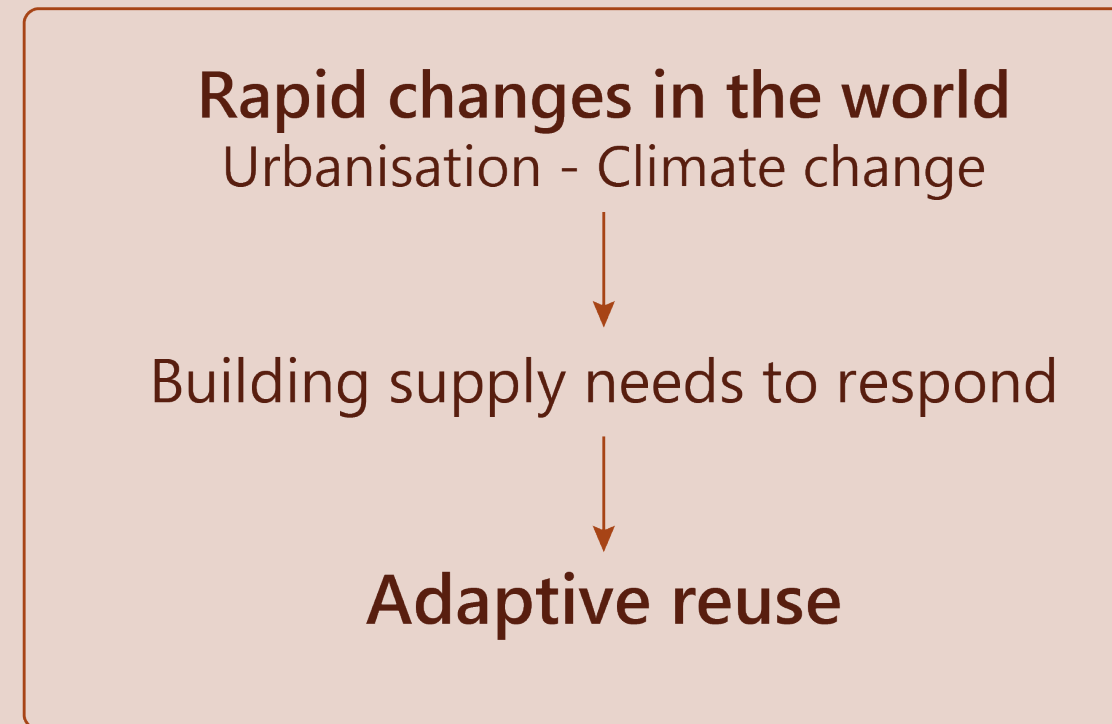 Rapid changes in the world
Urbanisation - Climate change
Building supply needs to respond
Adaptive reuse